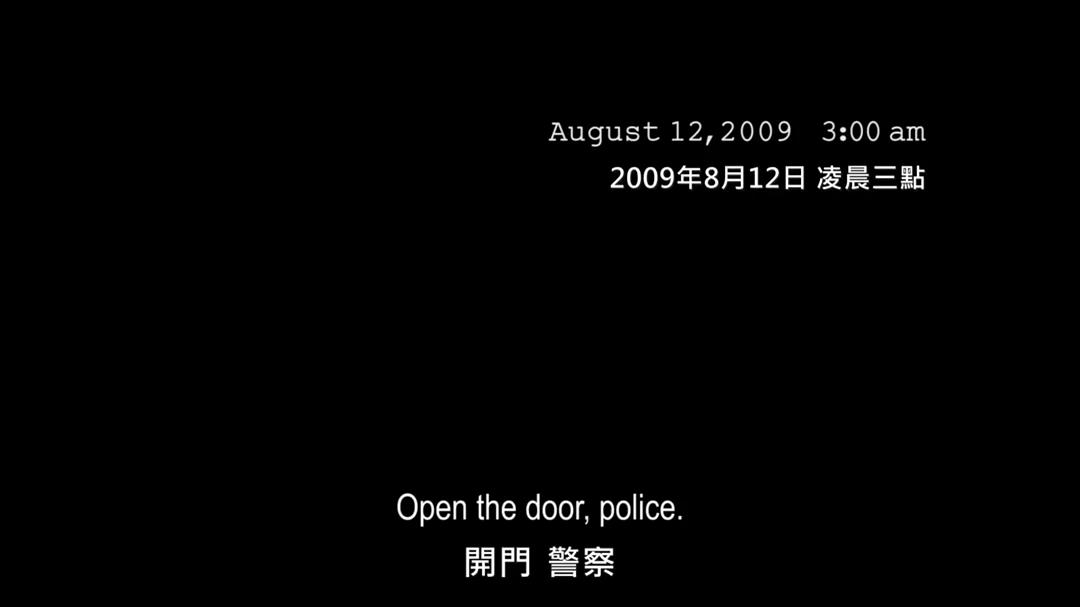 August 12,2009 3:00 am
2009年8月12日 凌晨三點
Open the door, police.
開門 警察